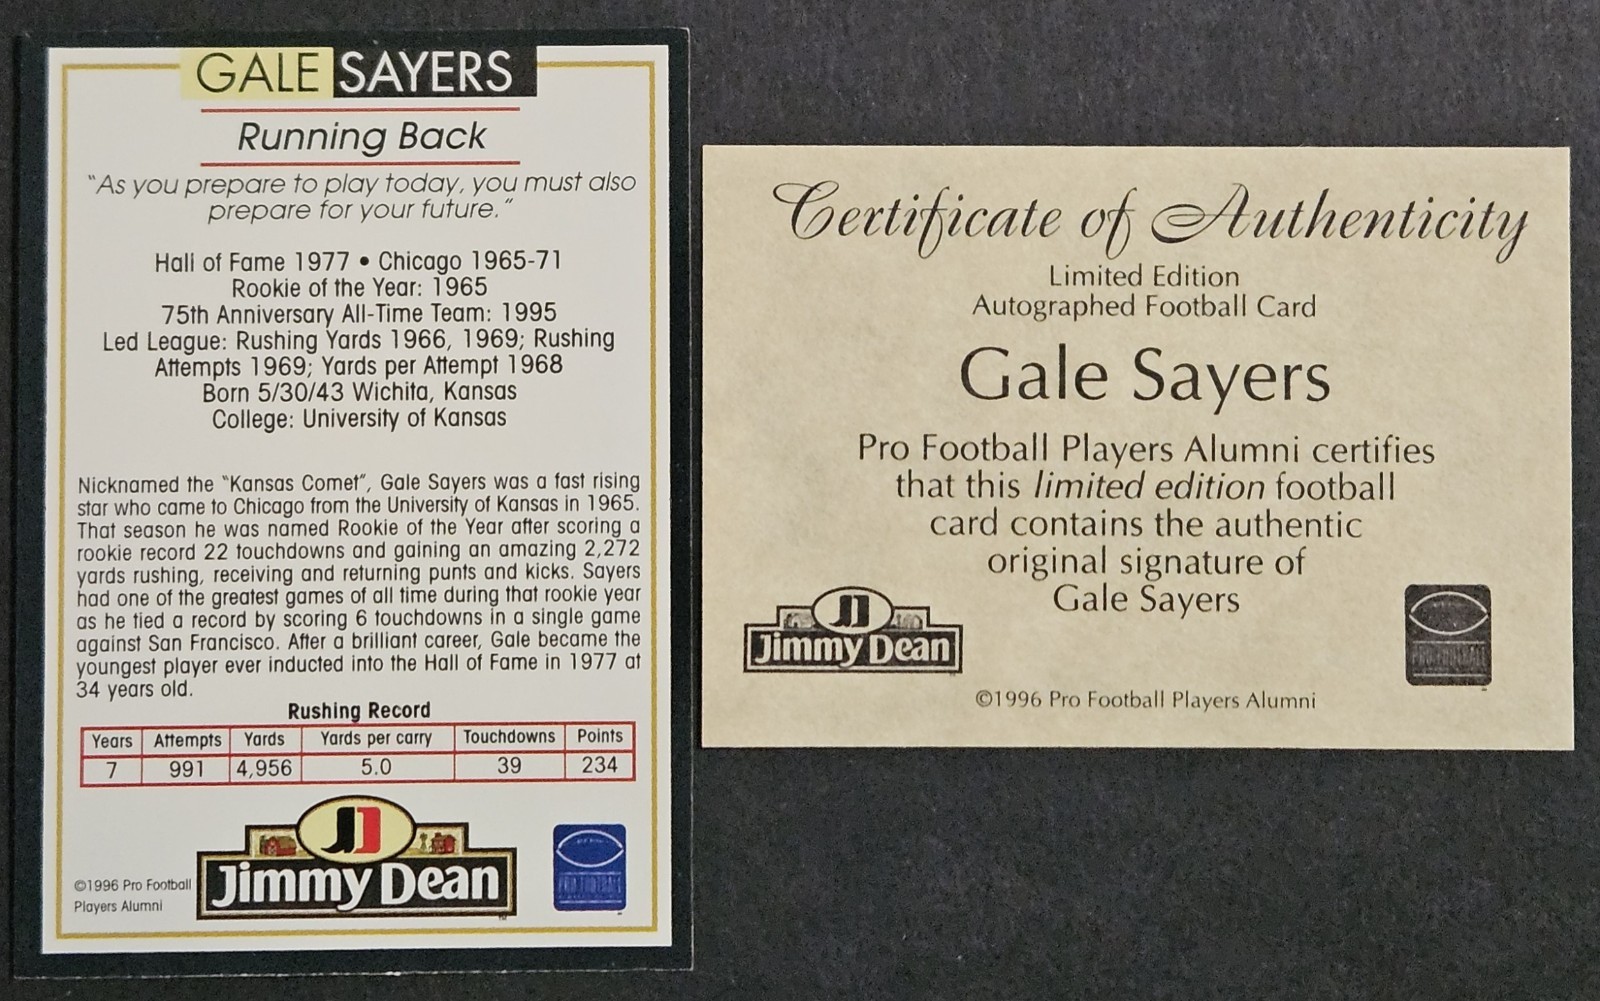 GALE SAYERS
Running Back
"As you prepare to play today, you must also
prepare for your future."
Hall of Fame 1977 • Chicago 1965-71
Rookie of the Year: 1965
75th Anniversary All-Time Team: 1995
Led League: Rushing Yards 1966, 1969; Rushing
Attempts 1969; Yards per Attempt 1968
Born 5/30/43 Wichita, Kansas
College: University of Kansas
Nicknamed the "Kansas Comet", Gale Sayers was a fast rising
star who came to Chicago from the University of Kansas in 1965.
That season he was named Rookie of the Year after scoring a
rookie record 22 touchdowns and gaining an amazing 2,272
yards rushing, receiving and returning punts and kicks. Sayers
had one of the greatest games of all time during that rookie year
as he tied a record by scoring 6 touchdowns in a single game
against San Francisco. After a brilliant career, Gale became the
youngest player ever inducted into the Hall of Fame in 1977 at
34 years old.
Rushing Record
Years Attempts Yards Yards per carry Touchdowns Points
7 991 4,956 5.0 39 234
JD
Jimmy Dean
PRO FOOTBALL
©1996 Pro Football
Players Alumni
Certificate of Authenticity
Limited Edition
Autographed Football Card
Gale Sayers
Pro Football Players Alumni certifies
that this limited edition football
card contains the authentic
original signature of
Gale Sayers
JD
Jimmy Dean
PRO FOOTBALL
©1996 Pro Football Players Alumni